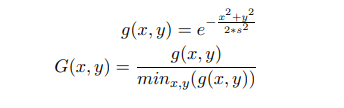 g(x, y) = e^{-\frac{x^2+y^2}{2*s^2}}
G(x, y) = \frac{g(x, y)}{min_{x,y}(g(x, y))}